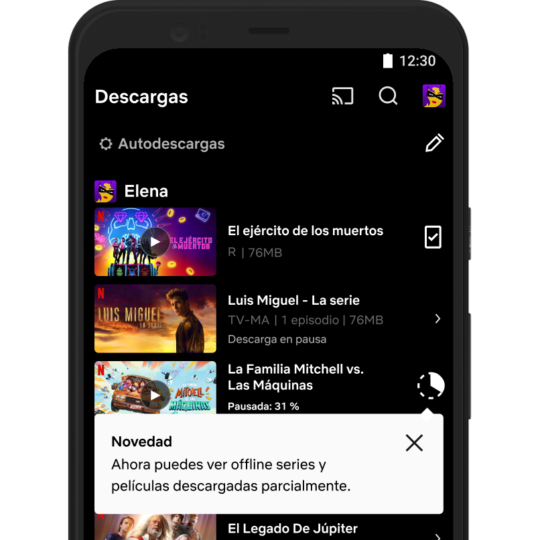 12:30
Descargas
Autodescargas
Elena
N
EL EJÉRCITO
DE LOS MUERTOS
El ejército de los muertos
R | 76MB
N
LUIS MIGUEL
LA SERIE
Luis Miguel - La serie
TV-MA | 1 episodio | 76MB
Descarga en pausa
N
La Familia Mitchell vs.
Las Máquinas
Pausada: 31 %
MITCHELL
MÁQUINAS
Novedad
Ahora puedes ver offline series y
películas descargadas parcialmente.
El Legado De Júpiter